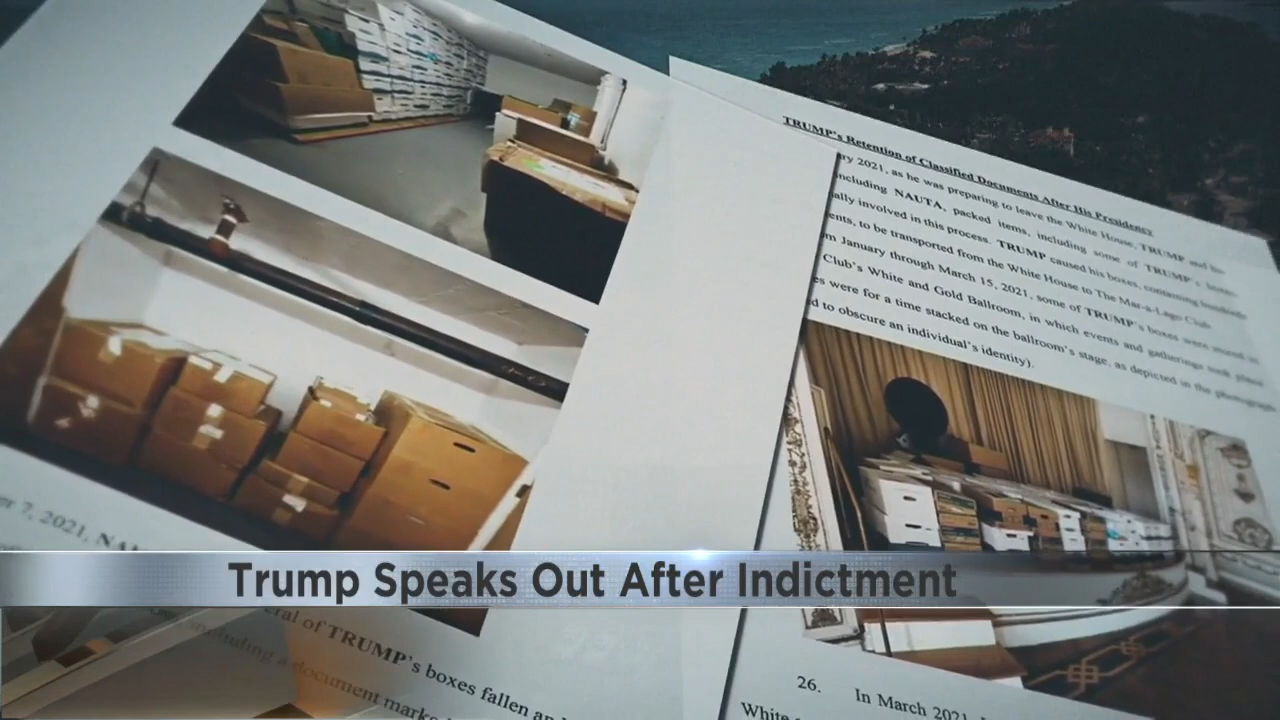 TRUMP's Retention of Classified Documents After His Presidency
ry 2021, as he was preparing to leave the White House, TRUMP and his
ncluding NAUTA, packed items, including some of TRUMP's boxes.
ally involved in this process. TRUMP caused his boxes, containing hundreds
ents, to be transported from the White House to The Mar-a-Lago Club
m January through March 15, 2021, some of TRUMP's boxes were stored in
Club's White and Gold Ballroom, in which events and gatherings took place
es were for a time stacked on the ballroom's stage, as depicted in the photograph
d to obscure an individual's identity).
er 7, 2021, NAU
Trump Speaks Out After Indictment
eral of TRUMP's boxes fallen an
including a document marke
26. In March 2021,
White